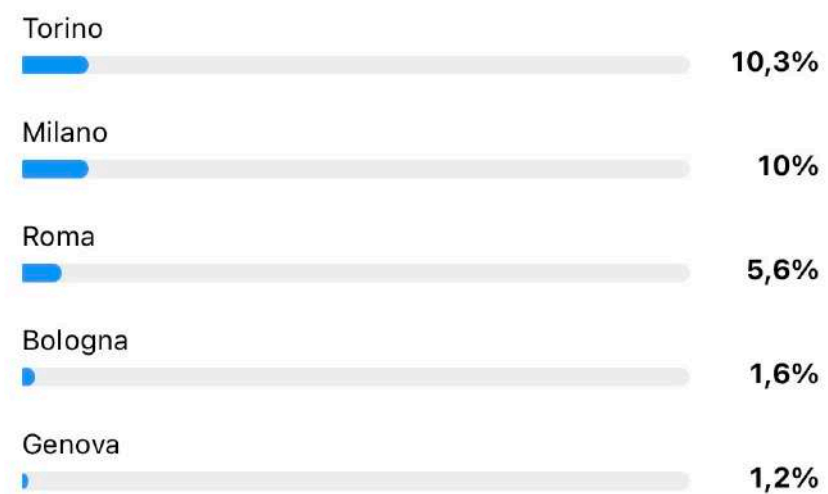 Torino
10,3%
Milano
10%
Roma
5,6%
Bologna
1,6%
Genova
1,2%